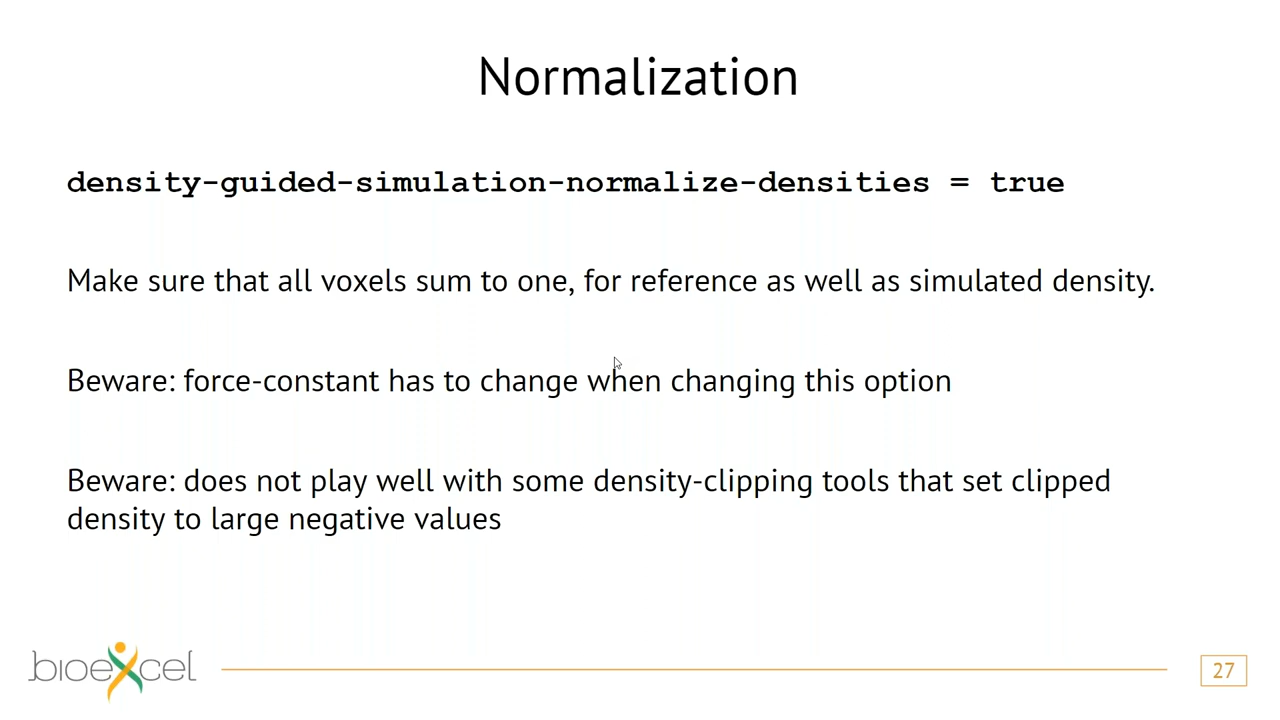 Normalization
density-guided-simulation-normalize-densities = true
Make sure that all voxels sum to one, for reference as well as simulated density.
Beware: force-constant has to change when changing this option
Beware: does not play well with some density-clipping tools that set clipped
density to large negative values
bioexcel
27